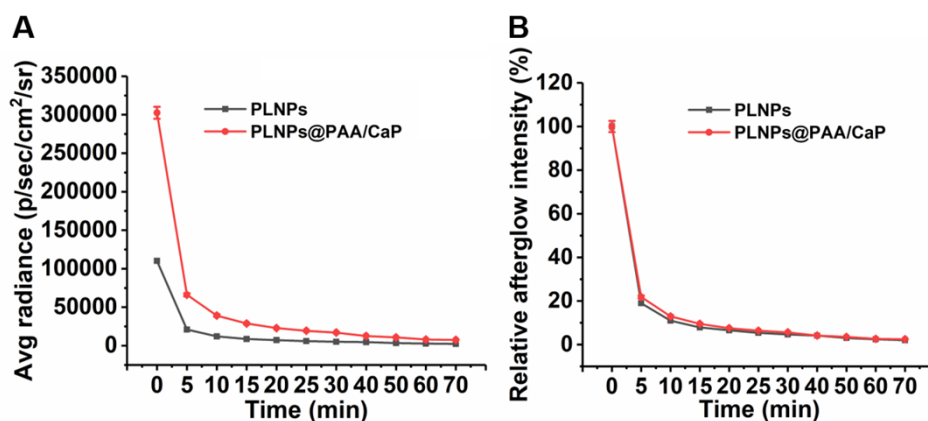 A
Avg radiance (p/sec/cm²/sr)
350000
300000
250000
200000
150000
100000
50000
0
PLNPs
PLNPs@PAA/CaP
0 5 10 15 20 25 30 40 50 60 70
Time (min)
B
Relative afterglow intensity (%)
120
100
80
60
40
20
0
PLNPs
PLNPs@PAA/CaP
0 5 10 15 20 25 30 40 50 60 70
Time (min)